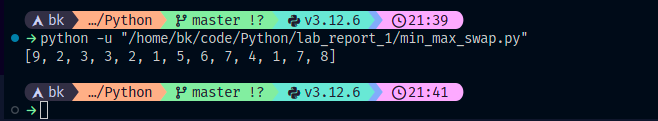 bk …/Python master !? v3.12.6 21:39
python -u "/home/bk/code/Python/lab_report_1/min_max_swap.py"
[9, 2, 3, 3, 2, 1, 5, 6, 7, 4, 1, 7, 8]
bk …/Python master !? v3.12.6 21:41